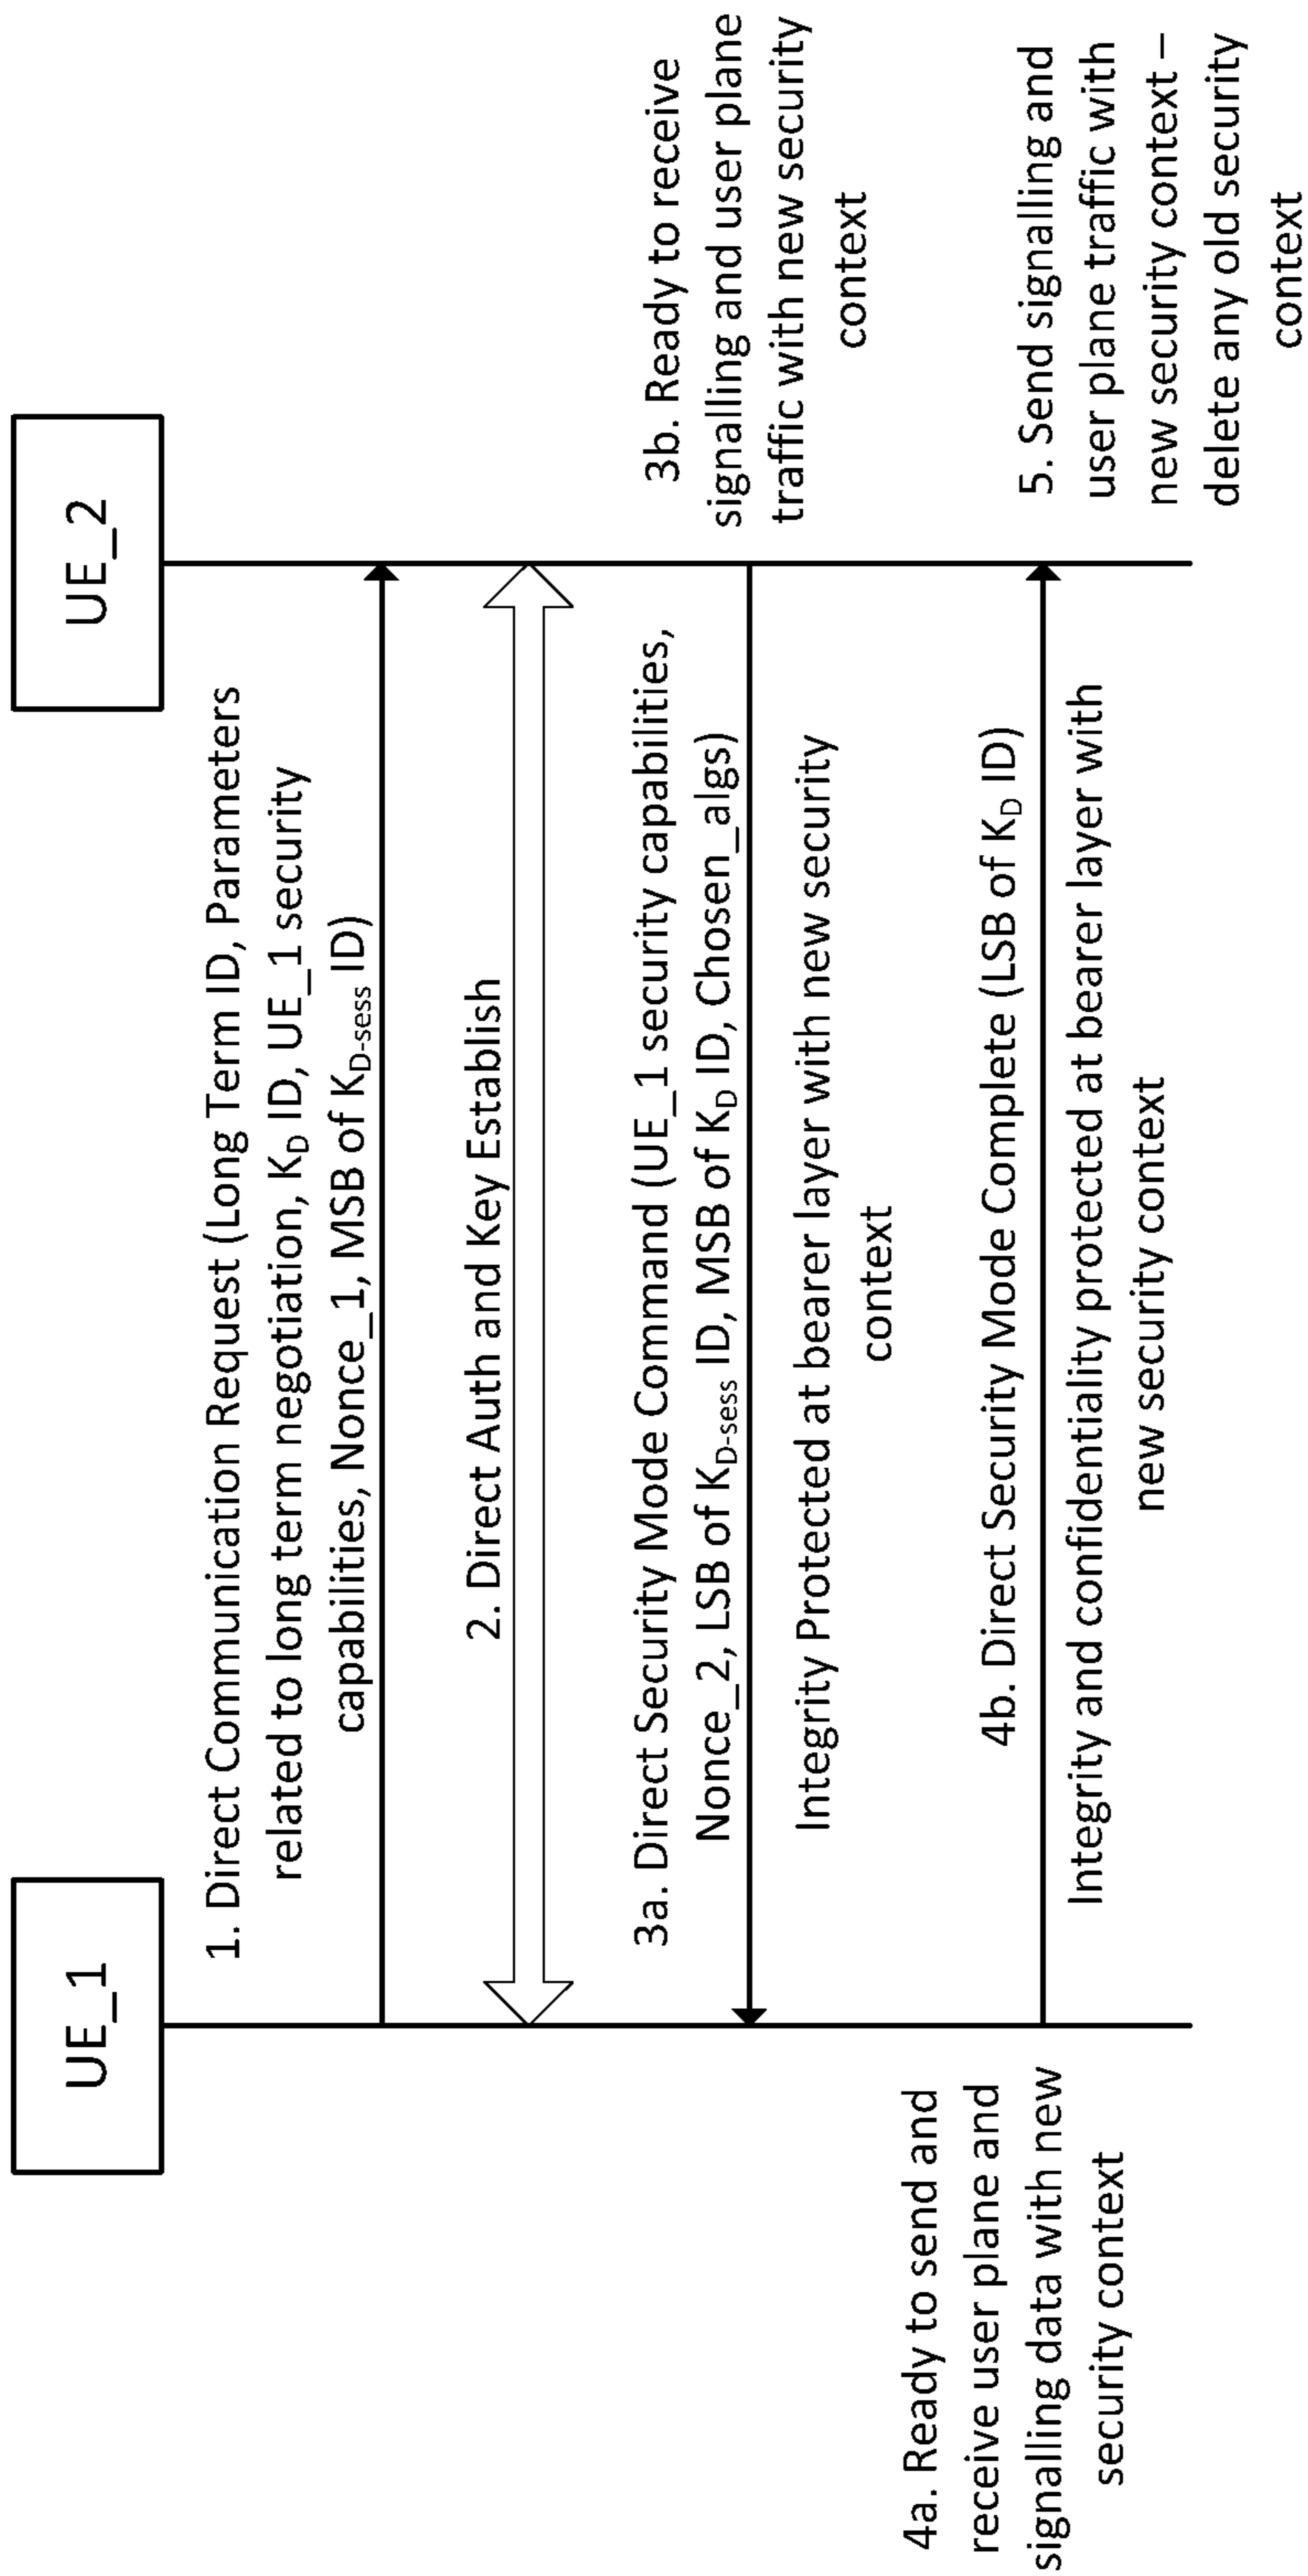 UE_1
UE_2
1. Direct Communication Request (Long Term ID, Parameters
related to long term negotiation, K_D ID, UE_1 security
capabilities, Nonce_1, MSB of K_D-sess ID)
2. Direct Auth and Key Establish
3a. Direct Security Mode Command (UE_1 security capabilities,
Nonce_2, LSB of K_D-sess ID, MSB of K_D ID, Chosen_algs)
Integrity Protected at bearer layer with new security
context
3b. Ready to receive
signalling and user plane
traffic with new security
context
4a. Ready to send and
receive user plane and
signalling data with new
security context
4b. Direct Security Mode Complete (LSB of K_D ID)
Integrity and confidentiality protected at bearer layer with
new security context
5. Send signalling and
user plane traffic with
new security context –
delete any old security
context